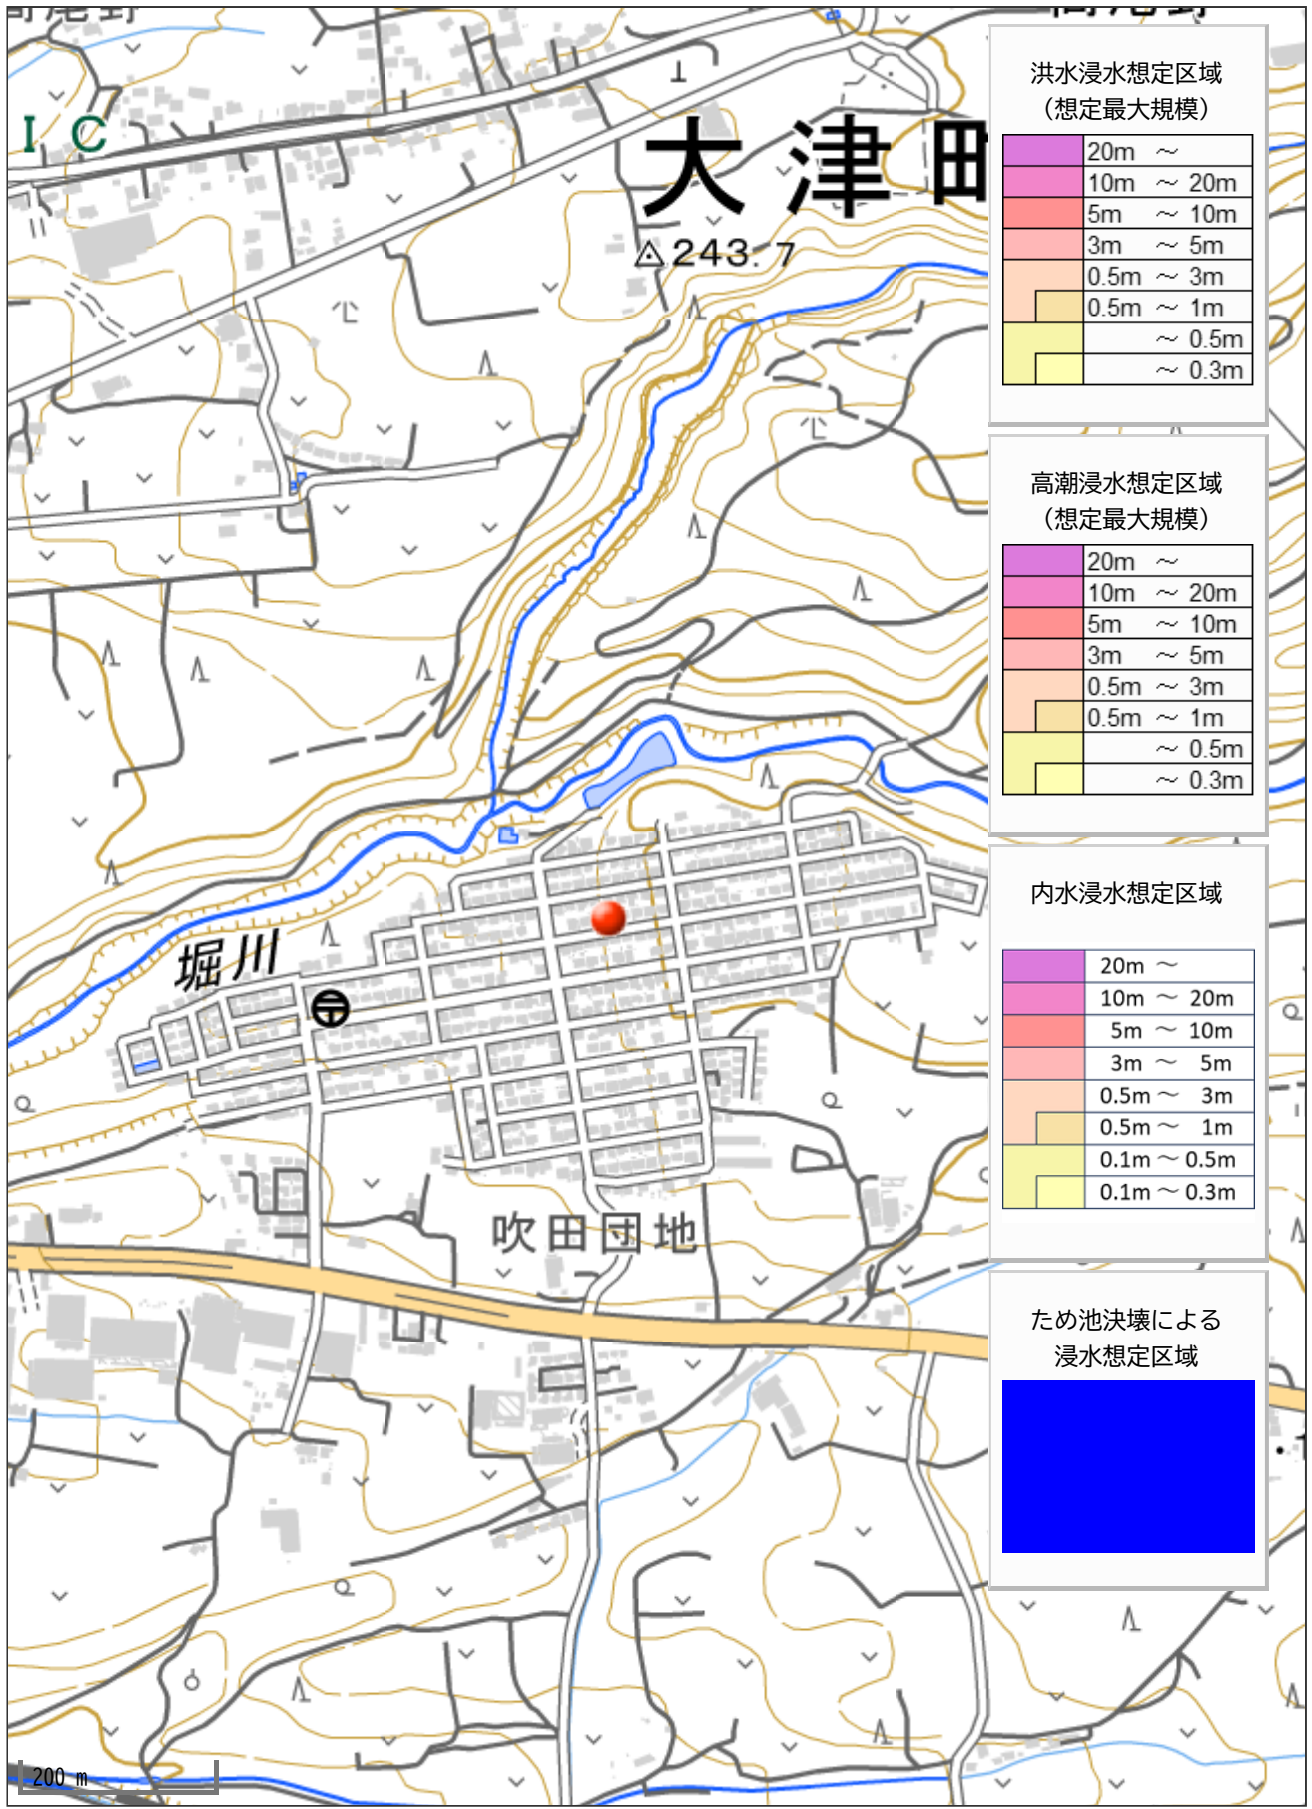 IC
大津町
243.7
堀川
吹田団地
200 m
洪水浸水想定区域
（想定最大規模）
20m ～
10m ～ 20m
5m ～ 10m
3m ～ 5m
0.5m ～ 3m
0.5m ～ 1m
～ 0.5m
～ 0.3m
高潮浸水想定区域
（想定最大規模）
20m ～
10m ～ 20m
5m ～ 10m
3m ～ 5m
0.5m ～ 3m
0.5m ～ 1m
～ 0.5m
～ 0.3m
内水浸水想定区域
20m ～
10m ～ 20m
5m ～ 10m
3m ～ 5m
0.5m ～ 3m
0.5m ～ 1m
0.1m ～ 0.5m
0.1m ～ 0.3m
ため池決壊による
浸水想定区域